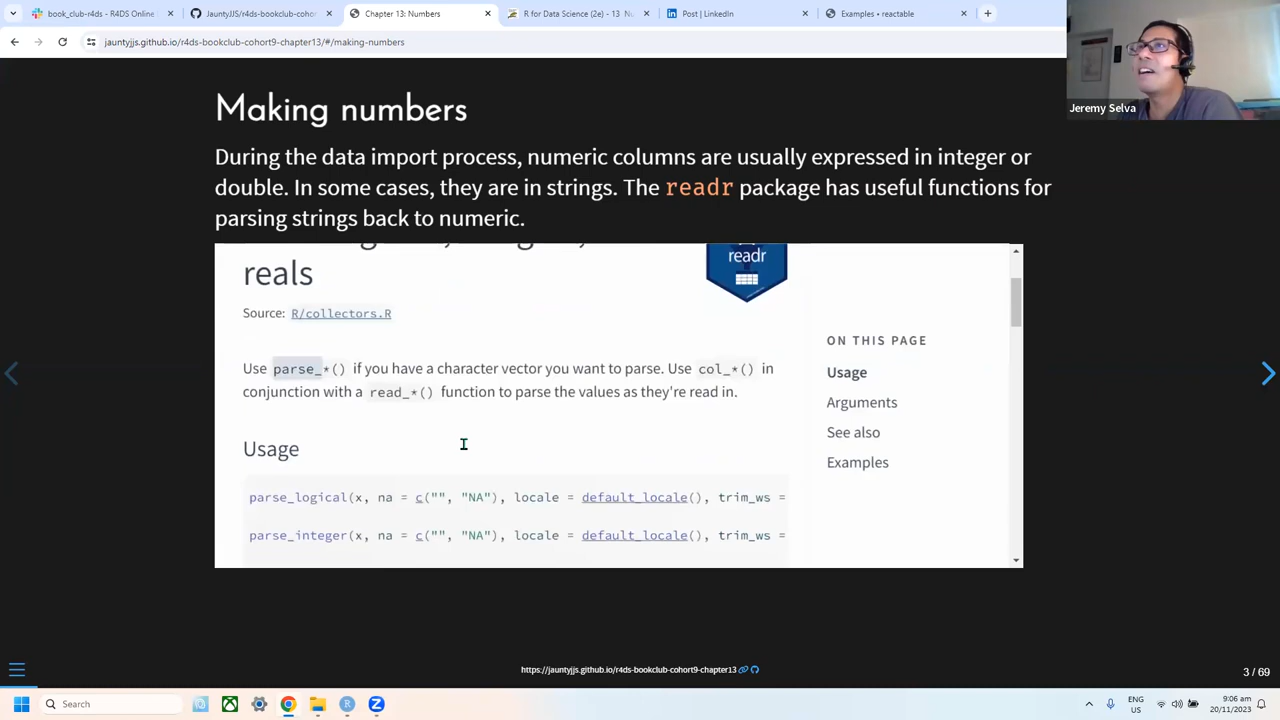 book_club-r4ds - R4DS Online
JauntyJJS/r4ds-bookclub-cohor
Chapter 13: Numbers
R for Data Science (2e) - 13 Nu
Post | LinkedIn
Examples – reactable
jauntyjjs.github.io/r4ds-bookclub-cohort9-chapter13/#/making-numbers
Jeremy Selva
Making numbers
During the data import process, numeric columns are usually expressed in integer or
double. In some cases, they are in strings. The readr package has useful functions for
parsing strings back to numeric.
reals
readr
Source: R/collectors.R
ON THIS PAGE
Usage
Arguments
See also
Examples
Use parse_*() if you have a character vector you want to parse. Use col_*() in
conjunction with a read_*() function to parse the values as they're read in.
Usage
parse_logical(x, na = c("", "NA"), locale = default_locale(), trim_ws =
parse_integer(x, na = c("", "NA"), locale = default_locale(), trim_ws =
https://jauntyjjs.github.io/r4ds-bookclub-cohort9-chapter13
3 / 69
Search
ENG
US
9:06 am
20/11/2023